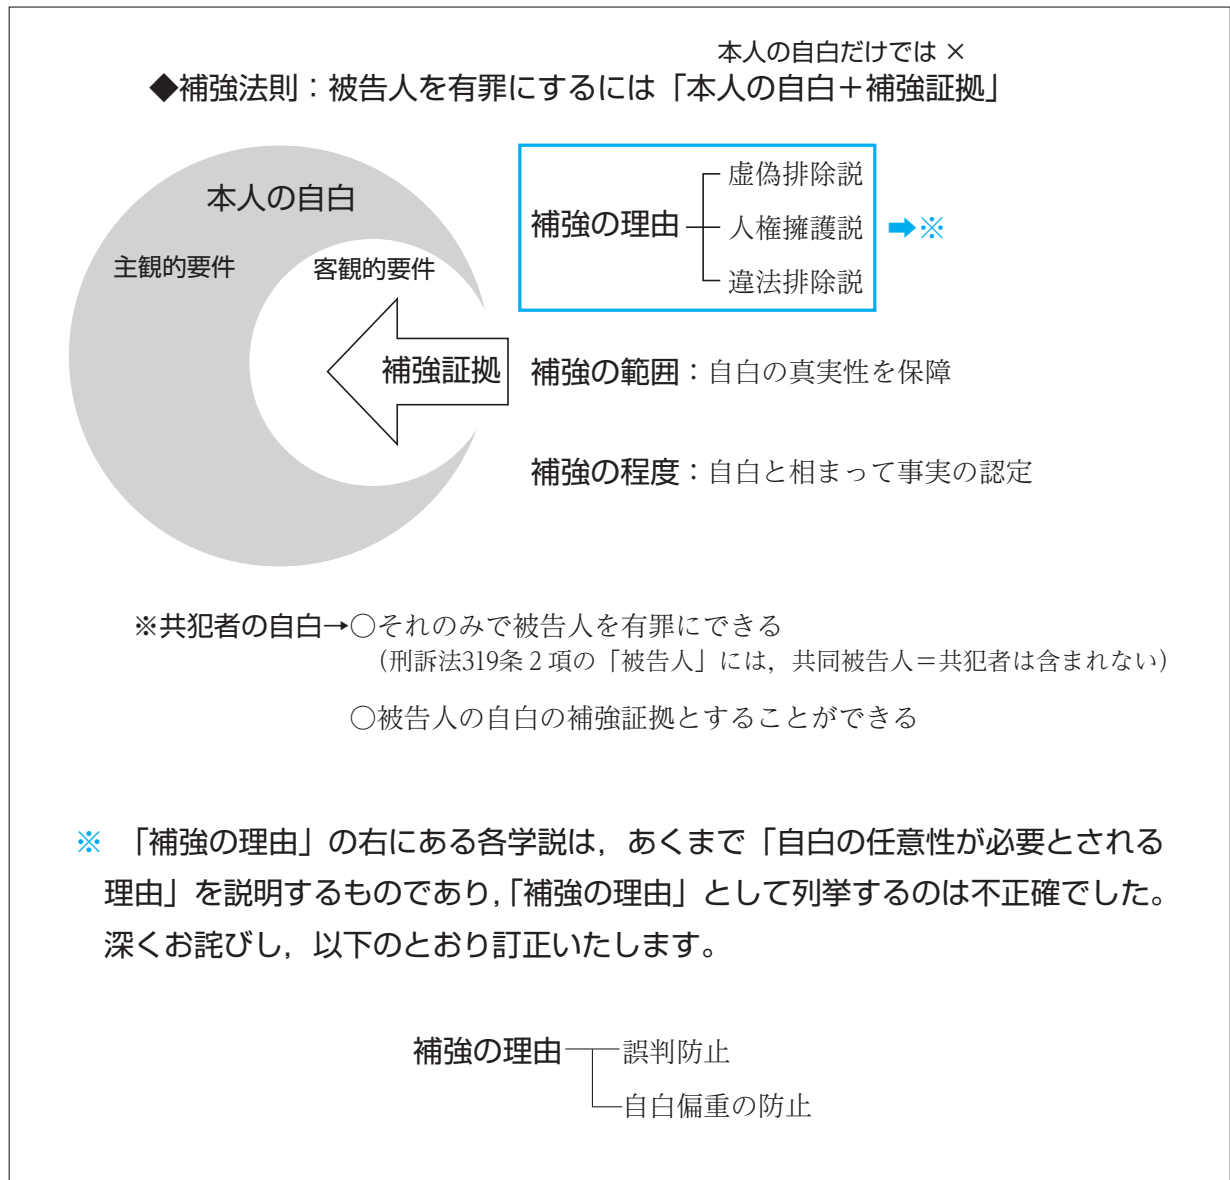 本人の自白だけでは ×
◆補強法則：被告人を有罪にするには「本人の自白＋補強証拠」
本人の自白
主観的要件
客観的要件
補強証拠
補強の理由
虚偽排除説
人権擁護説
違法排除説
➡※
補強の範囲：自白の真実性を保障
補強の程度：自白と相まって事実の認定
※共犯者の自白→○それのみで被告人を有罪にできる
（刑訴法319条２項の「被告人」には，共同被告人＝共犯者は含まれない）
○被告人の自白の補強証拠とすることができる
※　「補強の理由」の右にある各学説は，あくまで「自白の任意性が必要とされる
理由」を説明するものであり，「補強の理由」として列挙するのは不正確でした。
深くお詫びし，以下のとおり訂正いたします。
補強の理由
誤判防止
自白偏重の防止